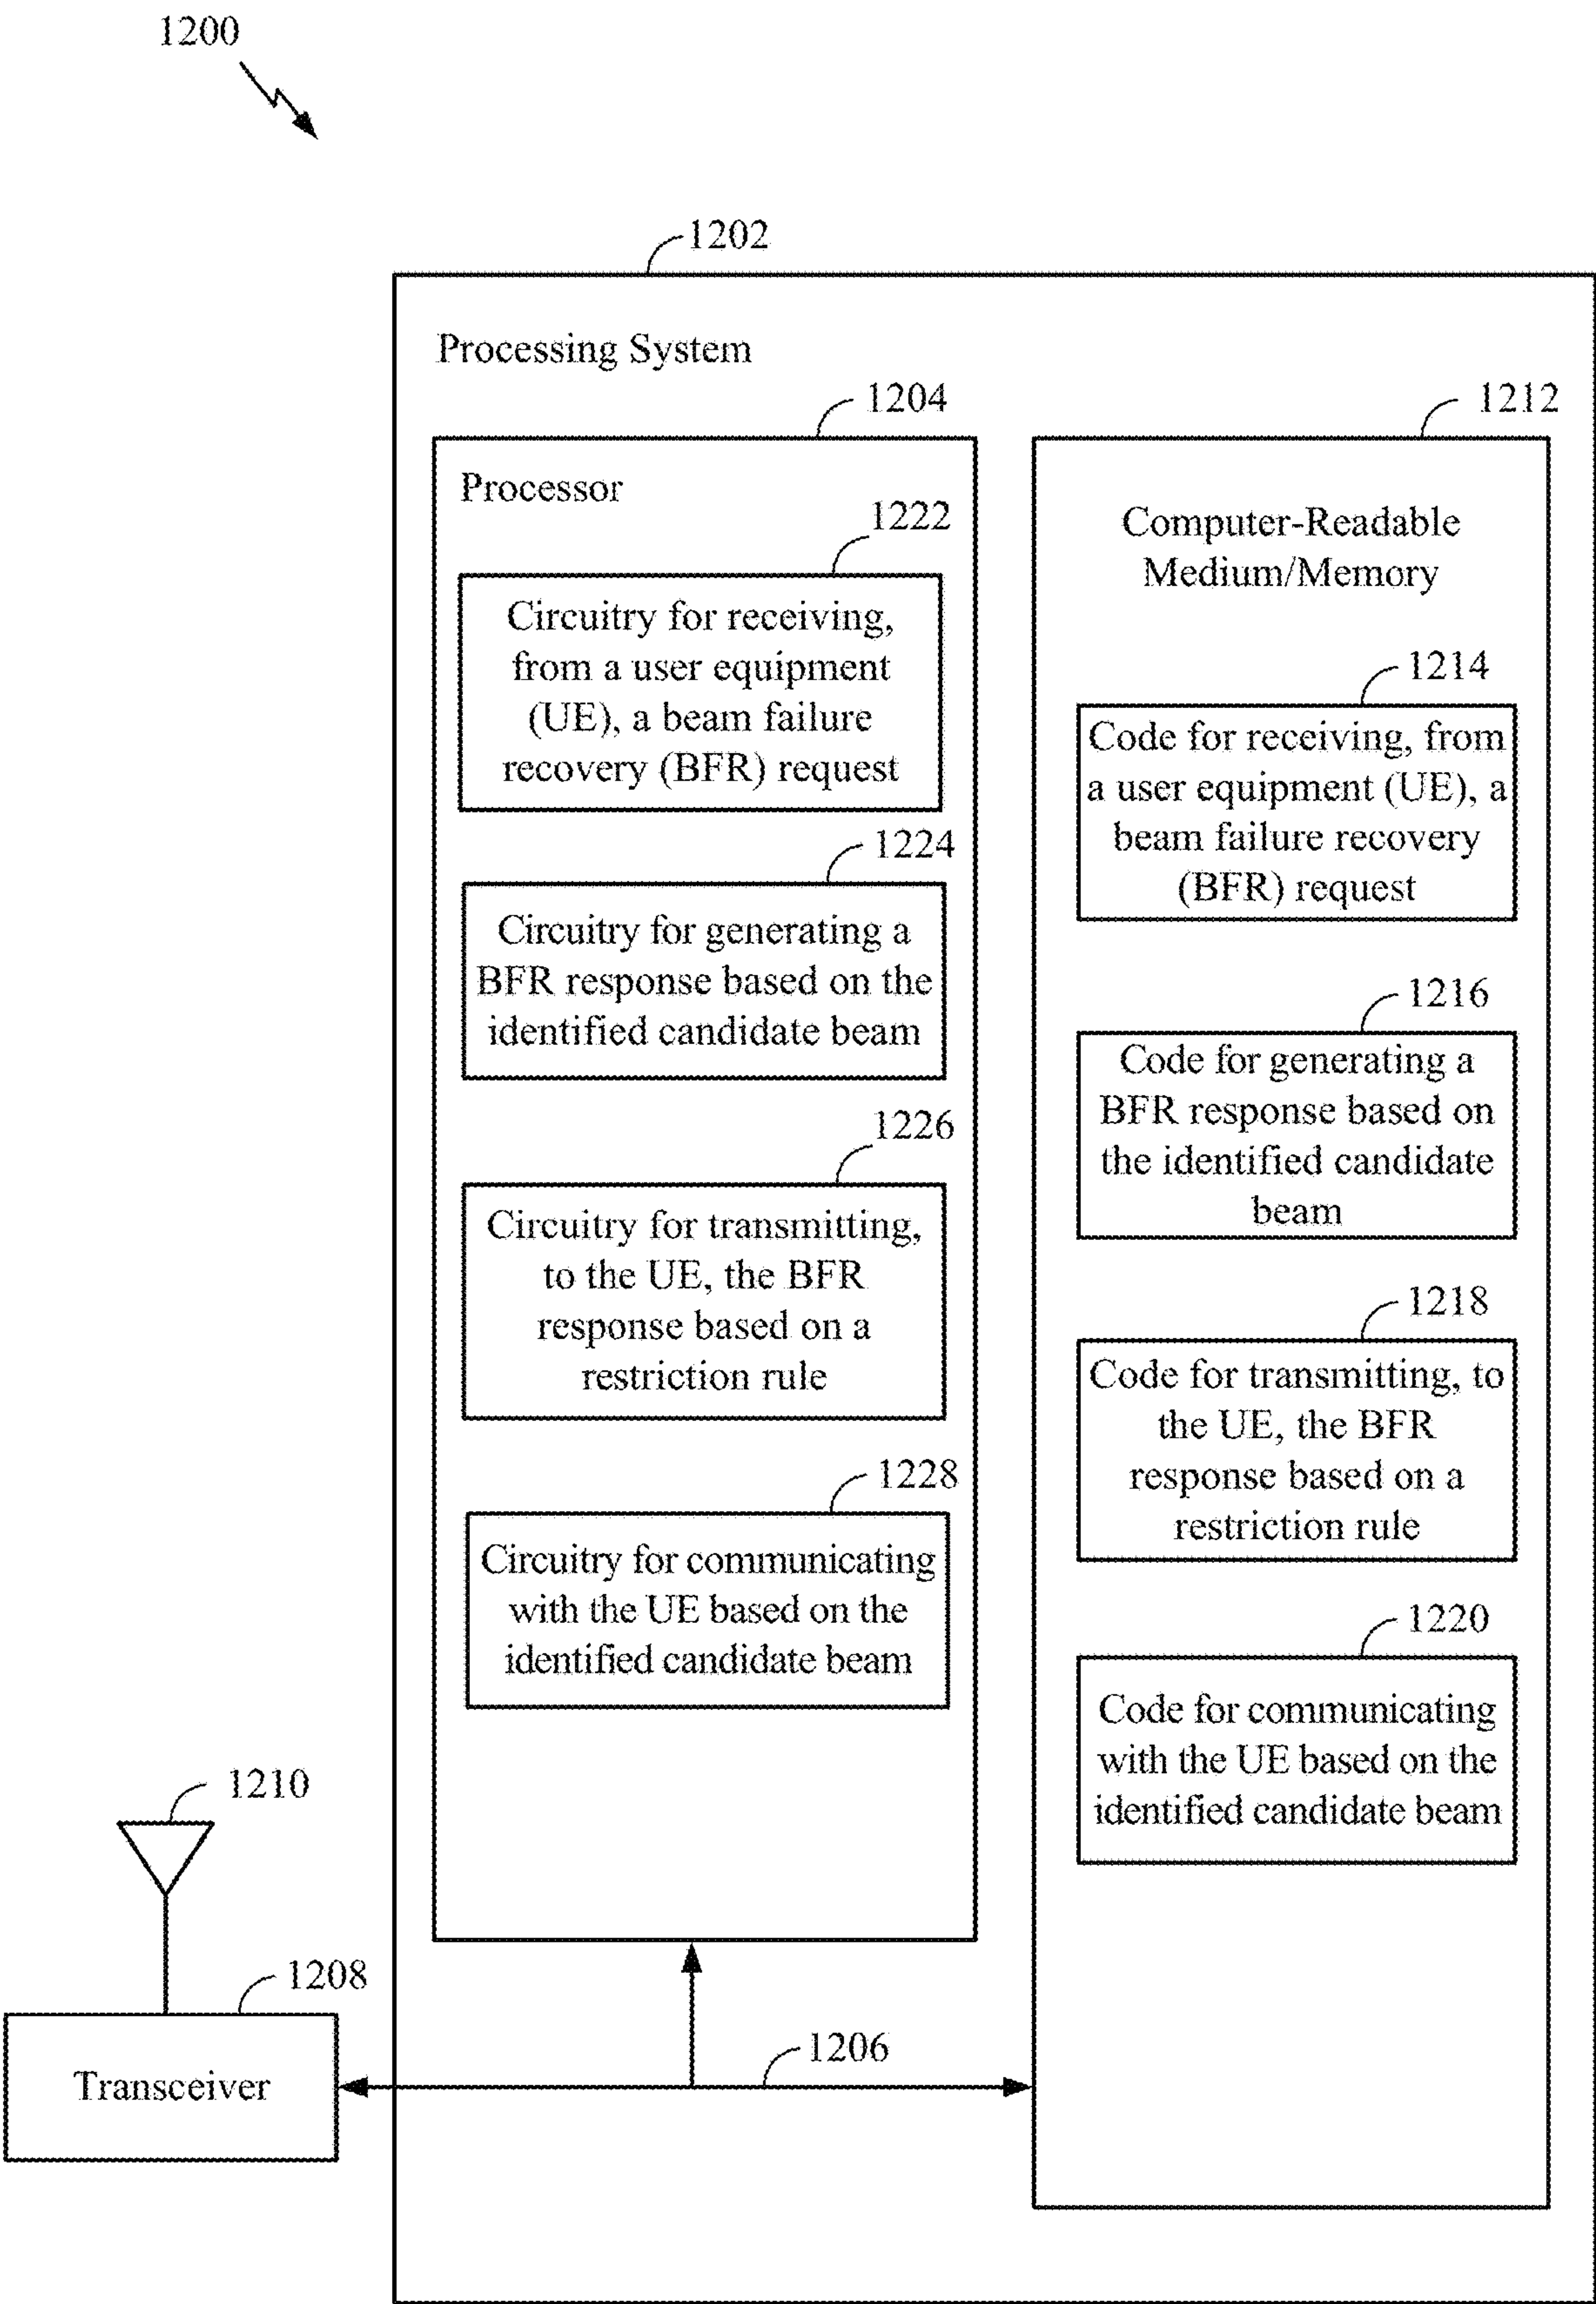 1200
1202
Processing System
1204
Processor
1222
Circuitry for receiving,
from a user equipment
(UE), a beam failure
recovery (BFR) request
1224
Circuitry for generating a
BFR response based on the
identified candidate beam
1226
Circuitry for transmitting,
to the UE, the BFR
response based on a
restriction rule
1228
Circuitry for communicating
with the UE based on the
identified candidate beam
1212
Computer-Readable
Medium/Memory
1214
Code for receiving, from
a user equipment (UE), a
beam failure recovery
(BFR) request
1216
Code for generating a
BFR response based on
the identified candidate
beam
1218
Code for transmitting, to
the UE, the BFR
response based on a
restriction rule
1220
Code for communicating
with the UE based on the
identified candidate beam
1210
1208
Transceiver
1206